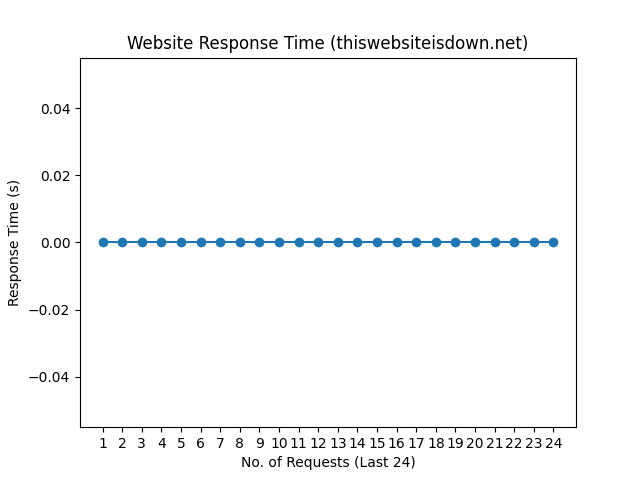 Website Response Time (thiswebsiteisdown.net)
0.04
0.02
0.00
−0.02
−0.04
Response Time (s)
1 2 3 4 5 6 7 8 9 10 11 12 13 14 15 16 17 18 19 20 21 22 23 24
No. of Requests (Last 24)